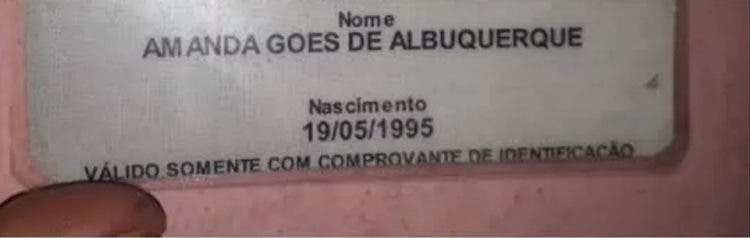 Nome
AMANDA GOES DE ALBUQUERQUE
Nascimento
19/05/1995
VÁLIDO SOMENTE COM COMPROVANTE DE IDENTIFICAÇÃO